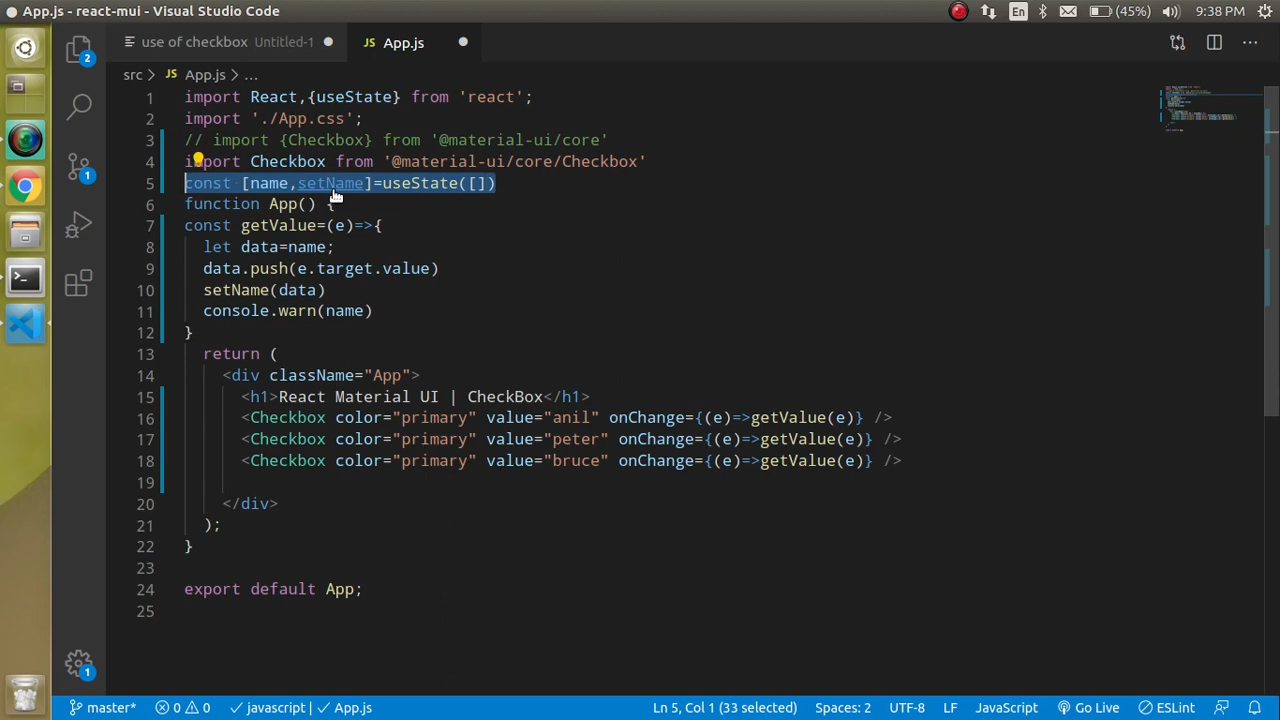 App.js - react-mui - Visual Studio Code
En (45%) 9:38 PM
use of checkbox Untitled-1
JS App.js
2
src JS App.js ...
1 import React,{useState} from 'react';
2 import './App.css';
3 // import {Checkbox} from '@material-ui/core'
4 import Checkbox from '@material-ui/core/Checkbox'
1
5 const [name,setName]=useState([])
6 function App() {
7 const getValue=(e)=>{
8 let data=name;
9 data.push(e.target.value)
10 setName(data)
11 console.warn(name)
12 }
13 return (
14 <div className="App">
15 <h1>React Material UI | CheckBox</h1>
16 <Checkbox color="primary" value="anil" onChange={(e)=>getValue(e)} />
17 <Checkbox color="primary" value="peter" onChange={(e)=>getValue(e)} />
18 <Checkbox color="primary" value="bruce" onChange={(e)=>getValue(e)} />
19
20 </div>
21 );
22 }
23
24 export default App;
25
1
master* 0 0 javascript | App.js Ln 5, Col 1 (33 selected) Spaces: 2 UTF-8 LF JavaScript Go Live ESLint